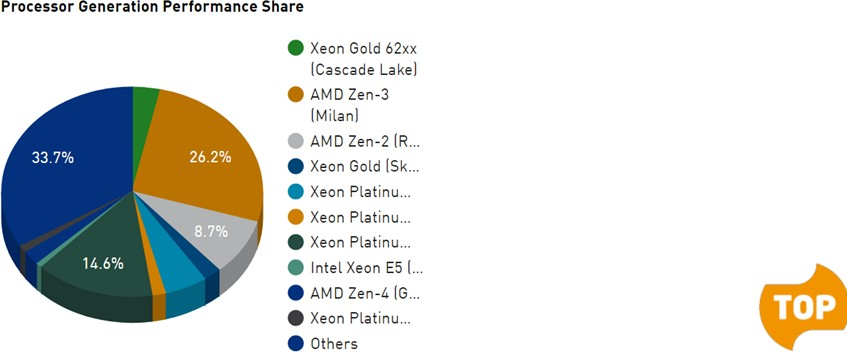 Processor Generation Performance Share
Xeon Gold 62xx
(Cascade Lake)
AMD Zen-3
(Milan)
AMD Zen-2 (R...
Xeon Gold (Sk...
Xeon Platinu ...
Xeon Platinu ...
Xeon Platinu ...
Intel Xeon E5 (...
AMD Zen-4 (G...
Xeon Platinu ...
Others
33.7%
26.2%
8.7%
14.6%
TOP